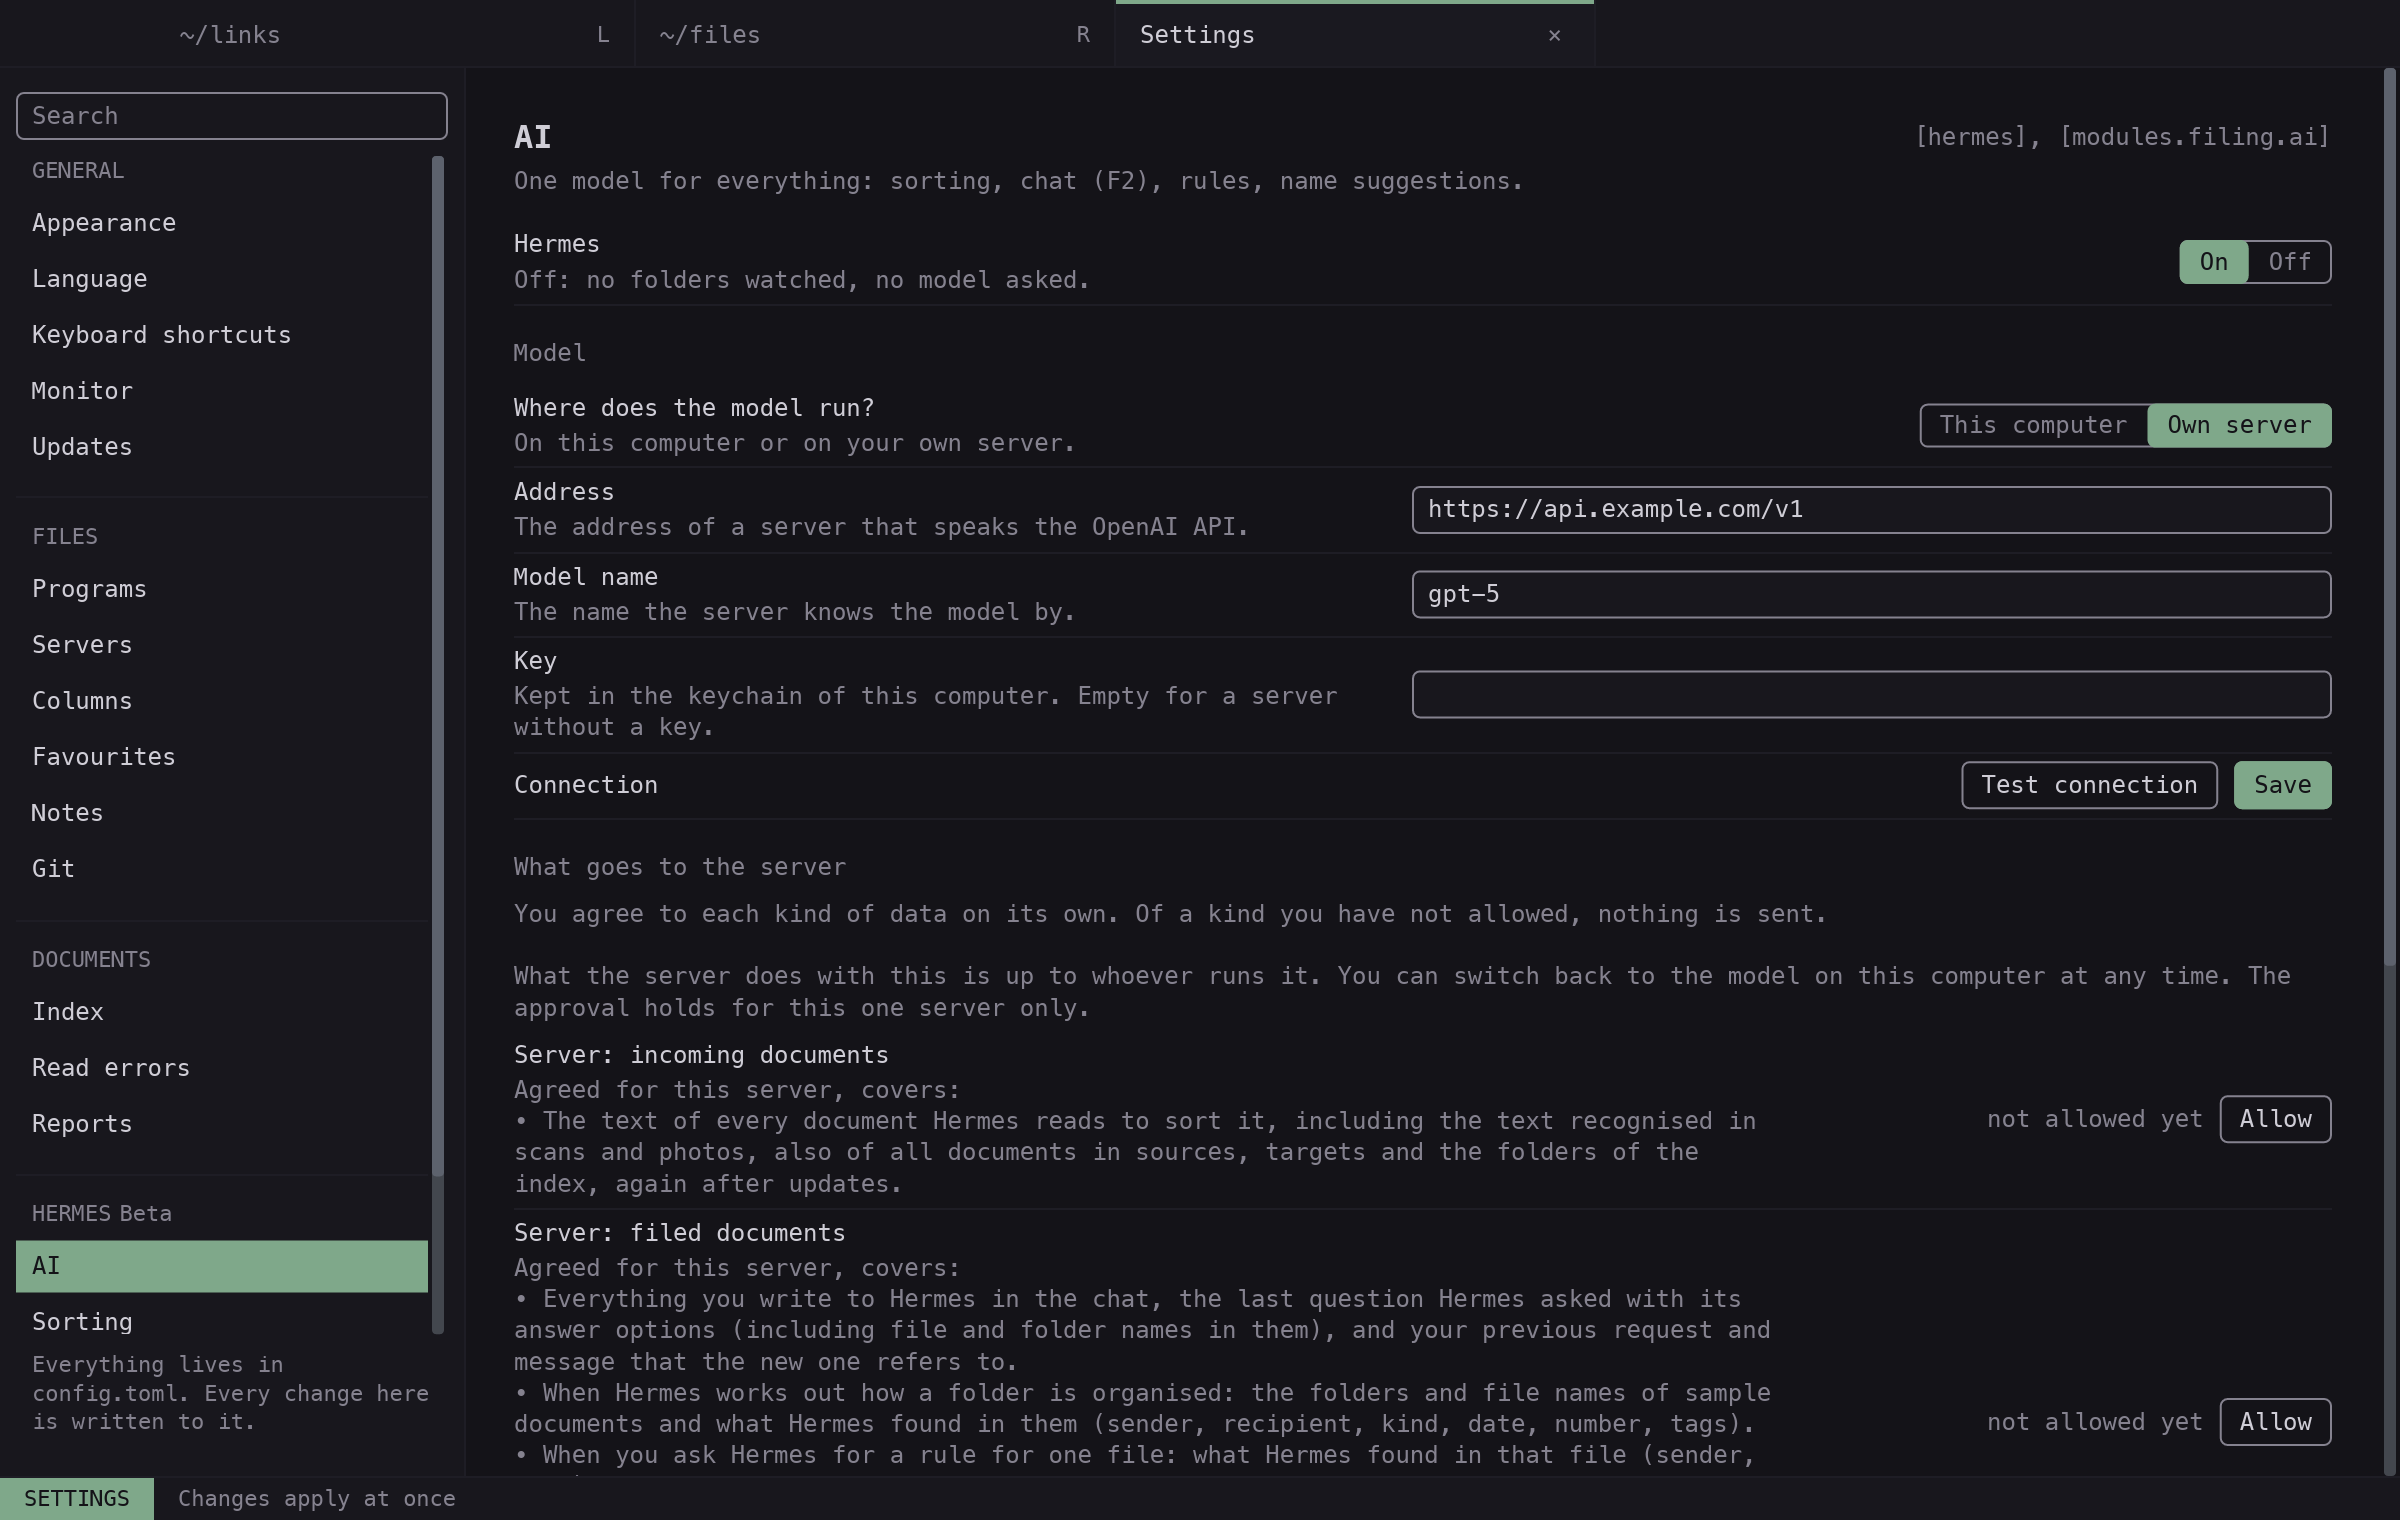 ~/links L ~/files R Settings ×
Search
GENERAL
Appearance
Language
Keyboard shortcuts
Monitor
Updates
FILES
Programs
Servers
Columns
Favourites
Notes
Git
DOCUMENTS
Index
Read errors
Reports
HERMES Beta
AI
Sorting
Everything lives in
config.toml. Every change here
is written to it.
AI [hermes], [modules.filing.ai]
One model for everything: sorting, chat (F2), rules, name suggestions.
Hermes
Off: no folders watched, no model asked.
On Off
Model
Where does the model run?
On this computer or on your own server.
This computer Own server
Address
The address of a server that speaks the OpenAI API.
https://api.example.com/v1
Model name
The name the server knows the model by.
gpt-5
Key
Kept in the keychain of this computer. Empty for a server
without a key.
Connection Test connection Save
What goes to the server
You agree to each kind of data on its own. Of a kind you have not allowed, nothing is sent.
What the server does with this is up to whoever runs it. You can switch back to the model on this computer at any time. The
approval holds for this one server only.
Server: incoming documents
Agreed for this server, covers:
• The text of every document Hermes reads to sort it, including the text recognised in
scans and photos, also of all documents in sources, targets and the folders of the
index, again after updates.
not allowed yet Allow
Server: filed documents
Agreed for this server, covers:
• Everything you write to Hermes in the chat, the last question Hermes asked with its
answer options (including file and folder names in them), and your previous request and
message that the new one refers to.
• When Hermes works out how a folder is organised: the folders and file names of sample
documents and what Hermes found in them (sender, recipient, kind, date, number, tags).
• When you ask Hermes for a rule for one file: what Hermes found in that file (sender,
not allowed yet Allow
SETTINGS Changes apply at once